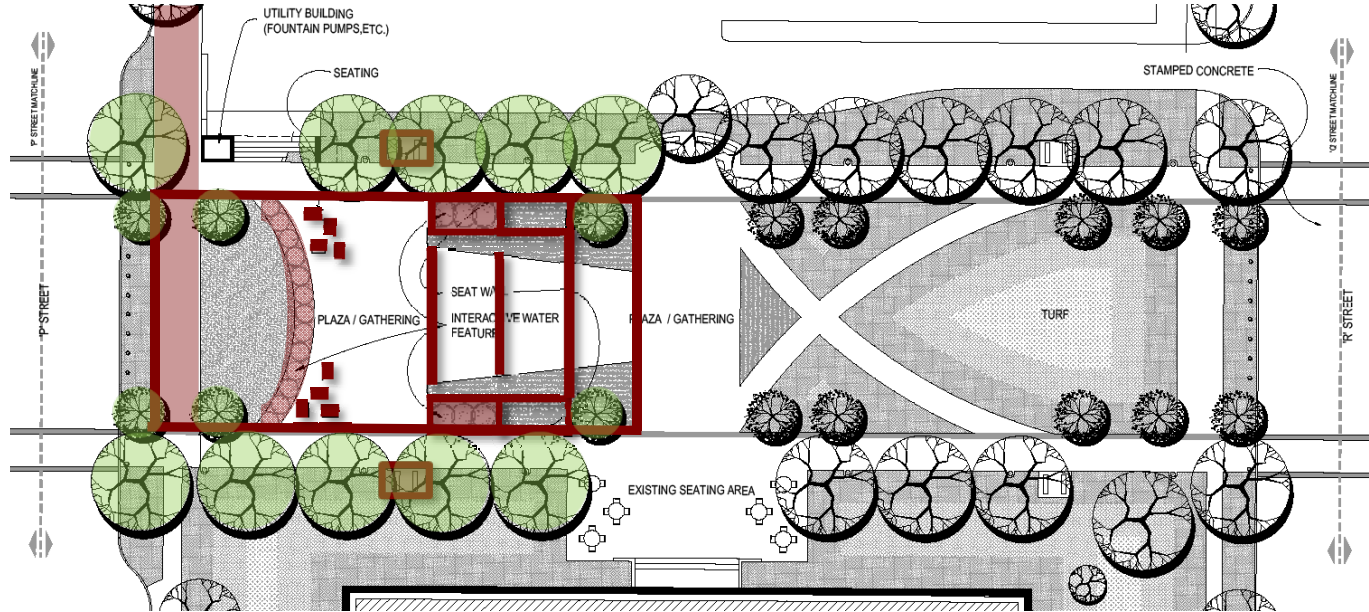 UTILITY BUILDING
(FOUNTAIN PUMPS,ETC.)
SEATING
STAMPED CONCRETE
'P' STREET MATCHLINE
STREET MATCHLINE
'P' STREET
PLAZA / GATHERING
SEAT
INTERACTIVE WATER
FEATURE
PLAZA / GATHERING
TURF
'R' STREET
EXISTING SEATING AREA